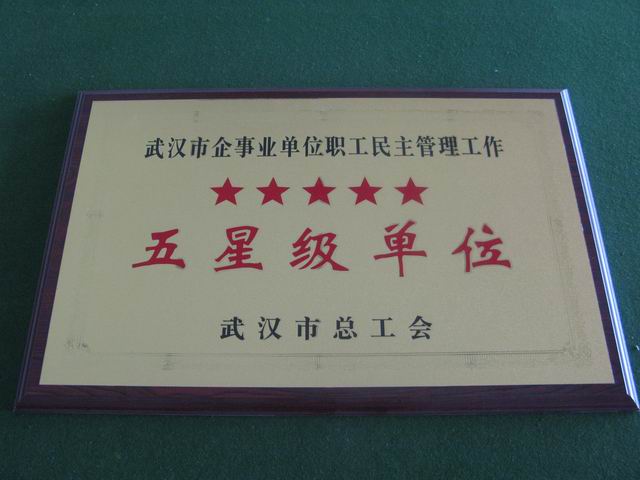 武汉市企事业单位职工民主管理工作
★★★★★
五星级单位
武汉市总工会